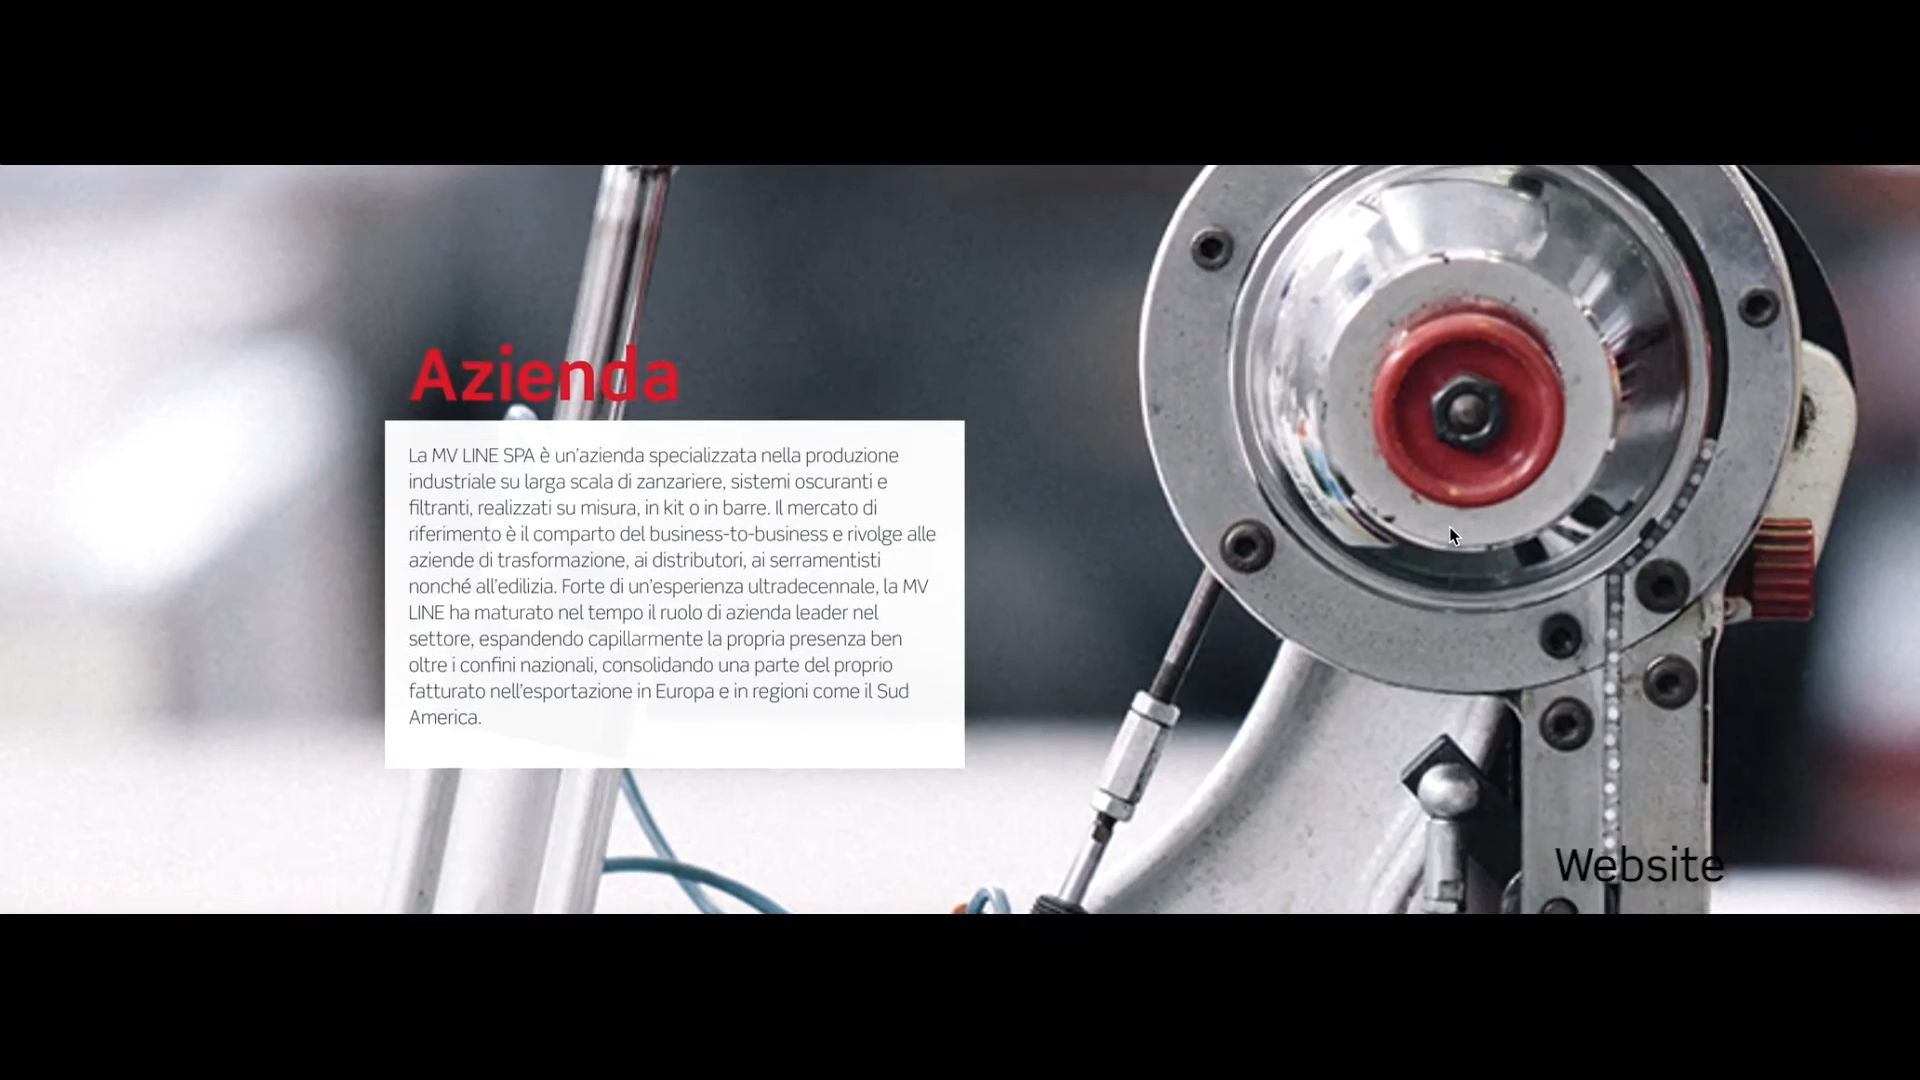 Azienda
La MV LINE SPA è un'azienda specializzata nella produzione
industriale su larga scala di zanzariere, sistemi oscuranti e
filtranti, realizzati su misura, in kit o in barre. Il mercato di
riferimento è il comparto del business-to-business e rivolge alle
aziende di trasformazione, ai distributori, ai serramentisti
nonché all'edilizia. Forte di un'esperienza ultradecennale, la MV
LINE ha maturato nel tempo il ruolo di azienda leader nel
settore, espandendo capillarmente la propria presenza ben
oltre i confini nazionali, consolidando una parte del proprio
fatturato nell'esportazione in Europa e in regioni come il Sud
America.
Website